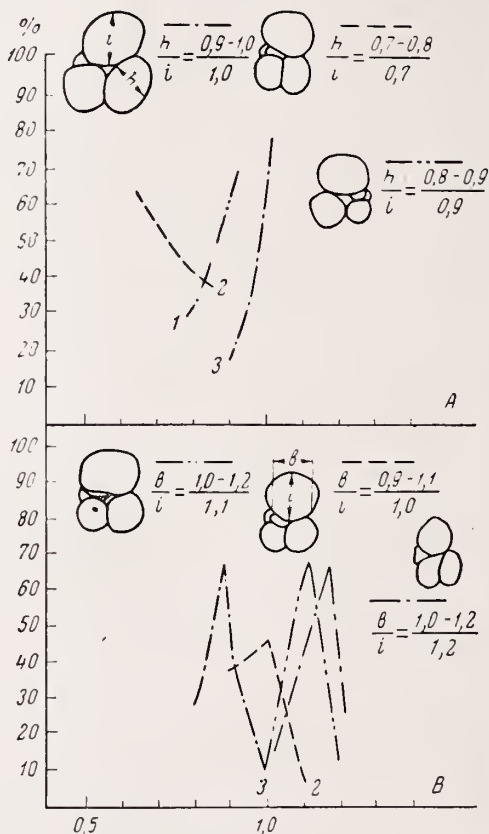 %
100
90
80
70
60
50
40
30
20
10
i
h
h/i = 0,9-1,0/1,0
h/i = 0,7-0,8/0,7
h/i = 0,8-0,9/0,9
1
2
3
A
100
90
80
70
60
50
40
30
20
10
в/i = 1,0-1,2/1,1
в
i
в/i = 0,9-1,1/1,0
в/i = 1,0-1,2/1,2
3
2
B
0,5
1,0